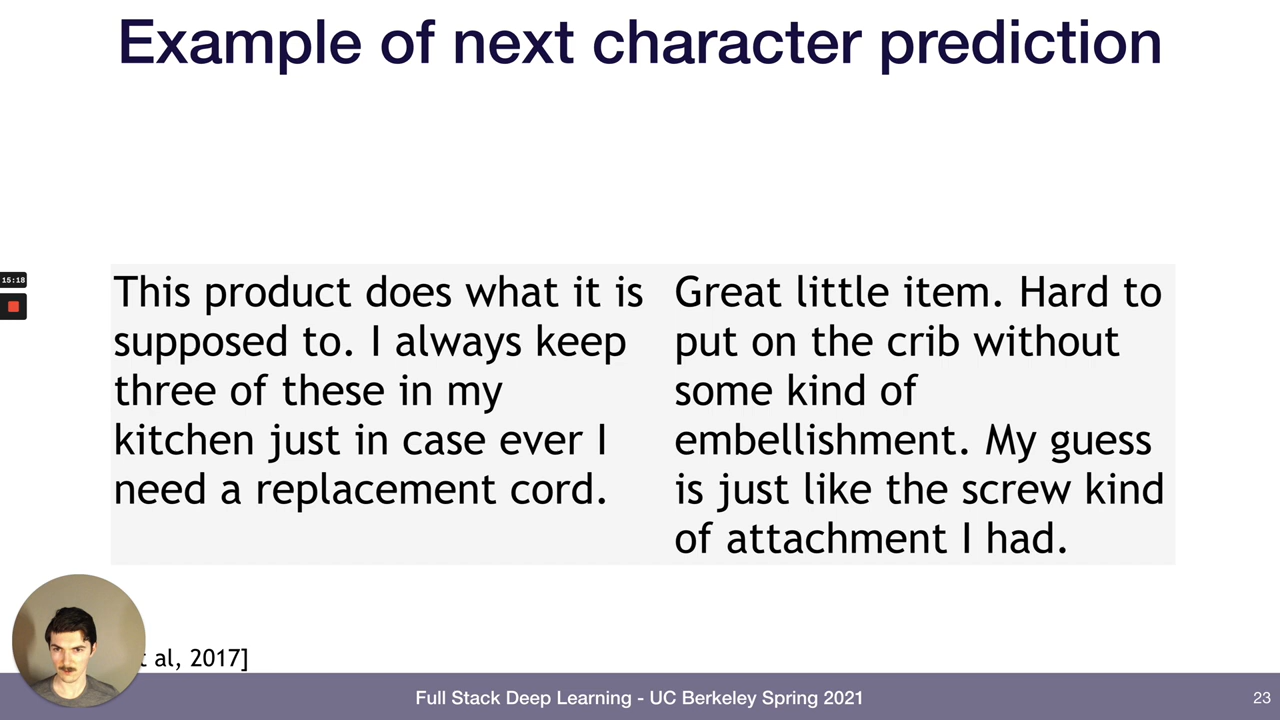 Example of next character prediction
15:18
This product does what it is
supposed to. I always keep
three of these in my
kitchen just in case ever I
need a replacement cord.
Great little item. Hard to
put on the crib without
some kind of
embellishment. My guess
is just like the screw kind
of attachment I had.
al, 2017]
Full Stack Deep Learning - UC Berkeley Spring 2021
23